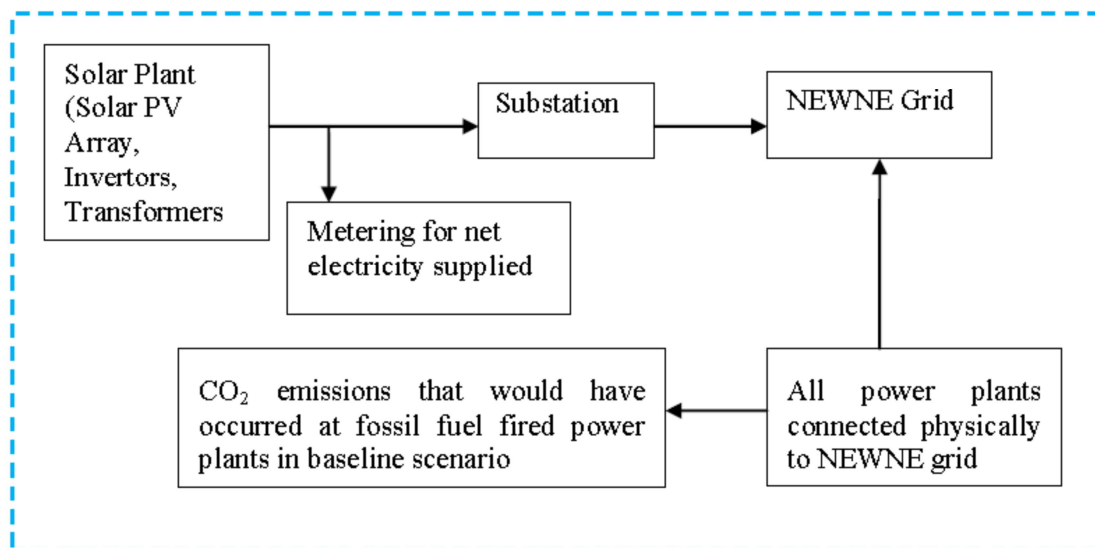 Solar Plant
(Solar PV
Array,
Invertors,
Transformers
Substation
NEWNE Grid
Metering for net
electricity supplied
CO₂ emissions that would have
occurred at fossil fuel fired power
plants in baseline scenario
All power plants
connected physically
to NEWNE grid